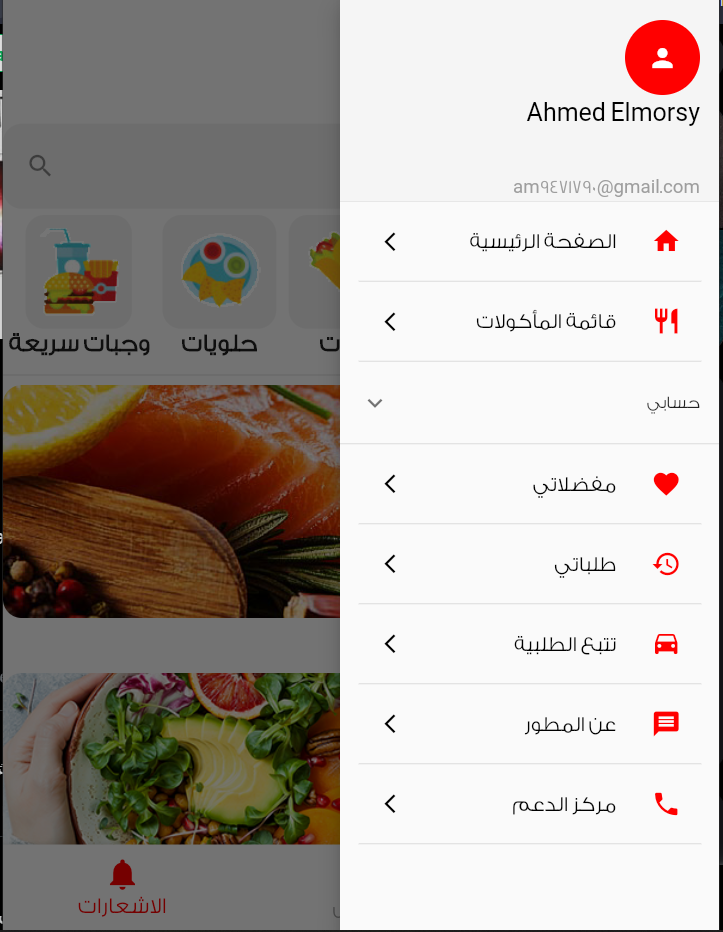 Ahmed Elmorsy
am٩٤٧١٧٩٠@gmail.com
الصفحة الرئيسية
قائمة المأكولات
حسابي
مفضلاتي
طلباتي
تتبع الطلبية
عن المطور
مركز الدعم
حلويات
وجبات سريعة
الاشعارات